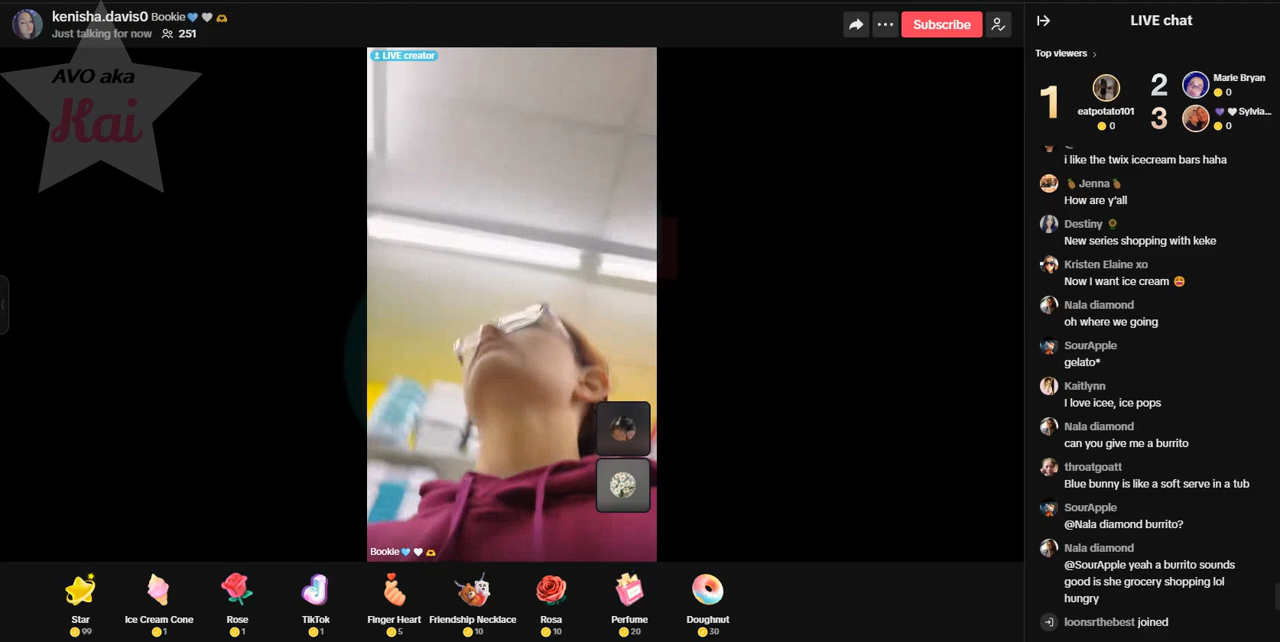 kenisha.davis0 Bookie💙🤍🫶
Just talking for now 251
Subscribe
AVO aka
Kai
LIVE creator
Bookie💙🤍🫶
Star
99
Ice Cream Cone
1
Rose
1
TikTok
1
Finger Heart
5
Friendship Necklace
10
Rosa
10
Perfume
20
Doughnut
30
LIVE chat
Top viewers
1
eatpotato101
0
2
Marie Bryan
0
3
💜🤍Sylvia...
0
i like the twix icecream bars haha
🍍Jenna🍍
How are y'all
Destiny 🌻
New series shopping with keke
Kristen Elaine xo
Now I want ice cream 😩
Nala diamond
oh where we going
SourApple
gelato*
Kaitlynn
I love icee, ice pops
Nala diamond
can you give me a burrito
throatgoatt
Blue bunny is like a soft serve in a tub
SourApple
@Nala diamond burrito?
Nala diamond
@SourApple yeah a burrito sounds
good is she grocery shopping lol
hungry
loonsrthebest joined